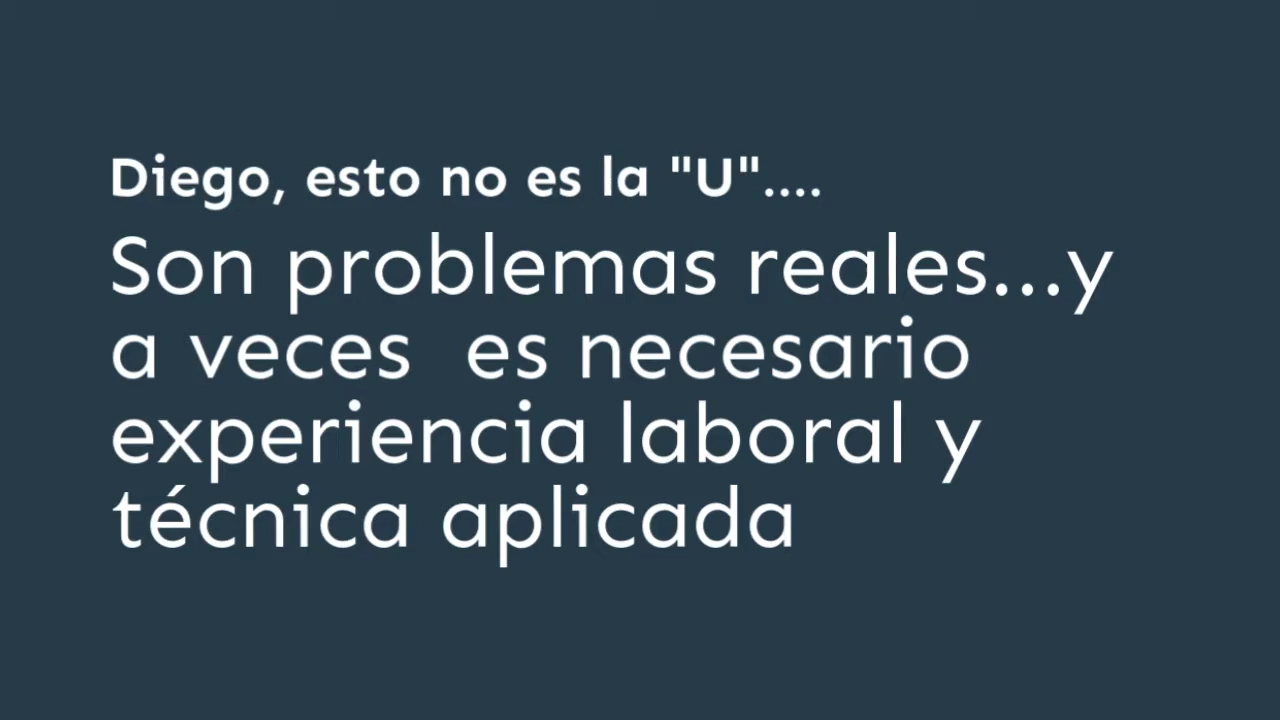 Diego, esto no es la "U"....
Son problemas reales...y
a veces  es necesario
experiencia laboral y
técnica aplicada